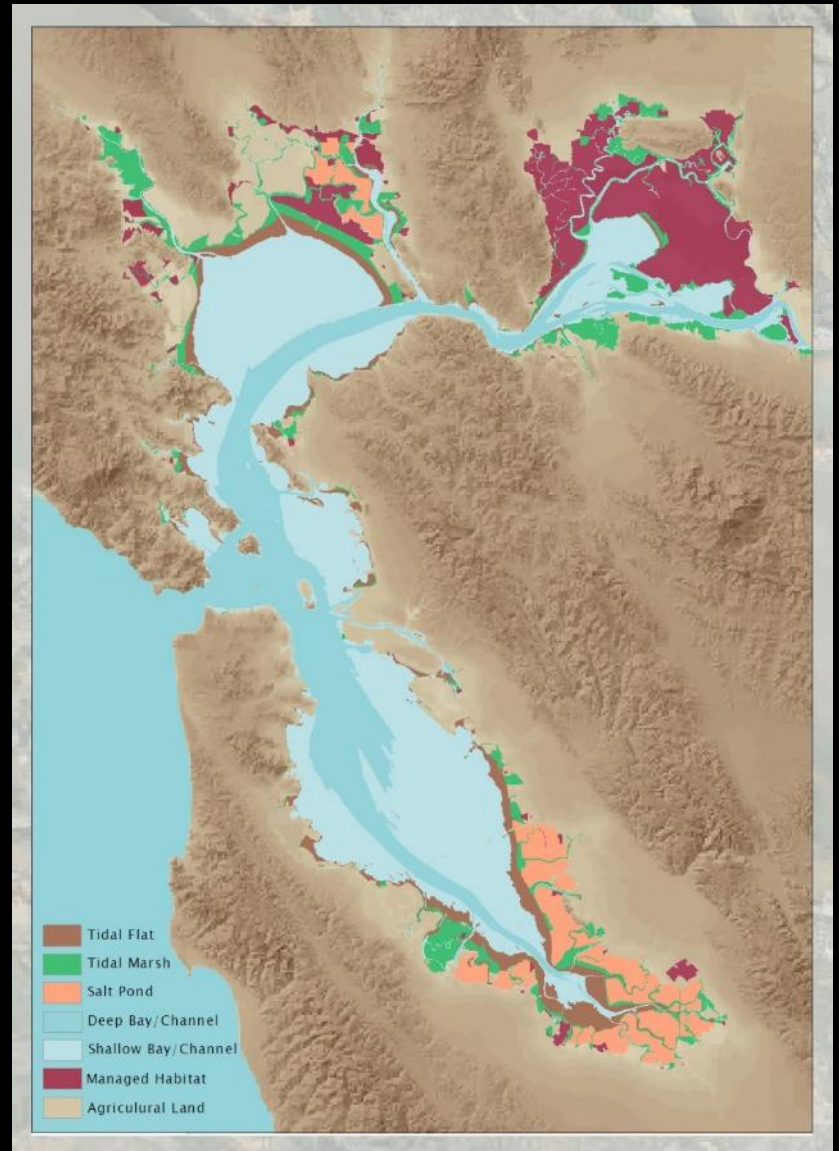 Tidal Flat
Tidal Marsh
Salt Pond
Deep Bay/Channel
Shallow Bay/Channel
Managed Habitat
Agriculural Land